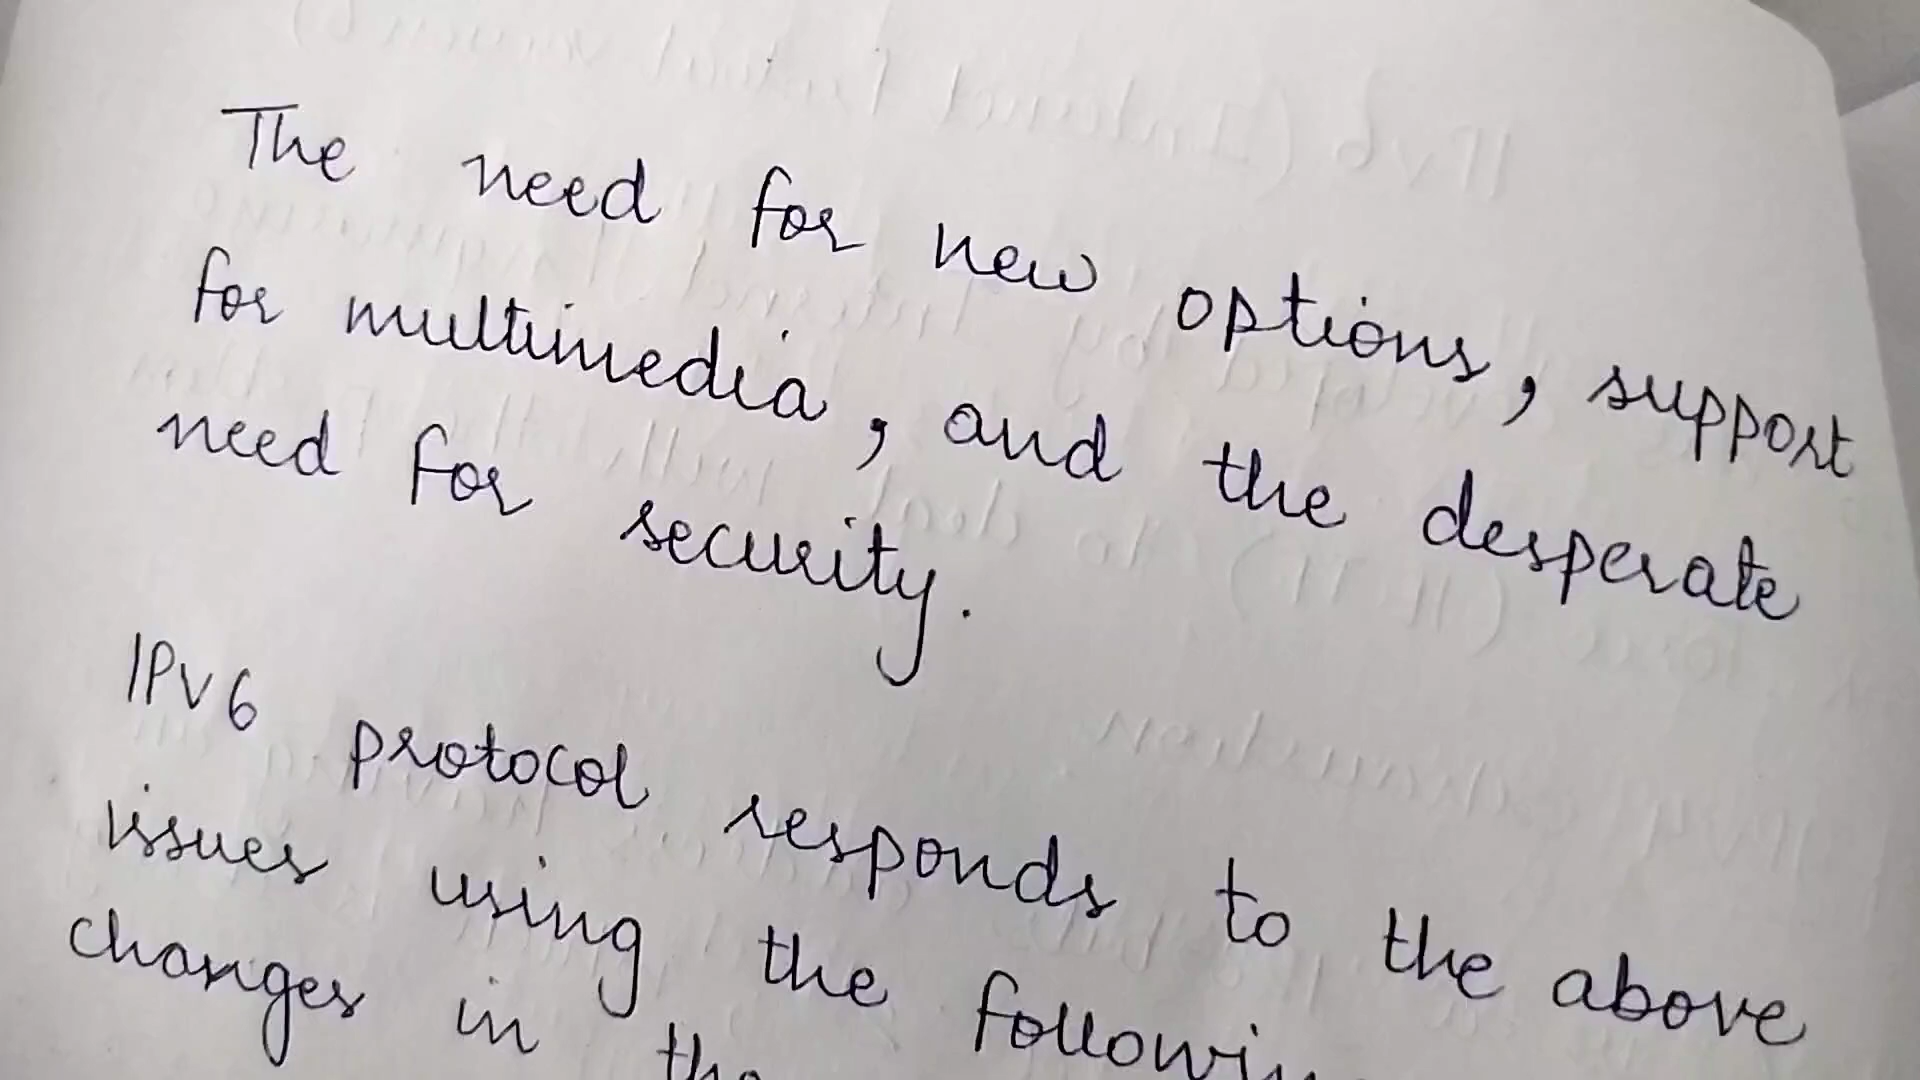 The need for new options, support
for multimedia, and the desperate
need for security.
IPv6 protocol responds to the above
issues using the
changes in